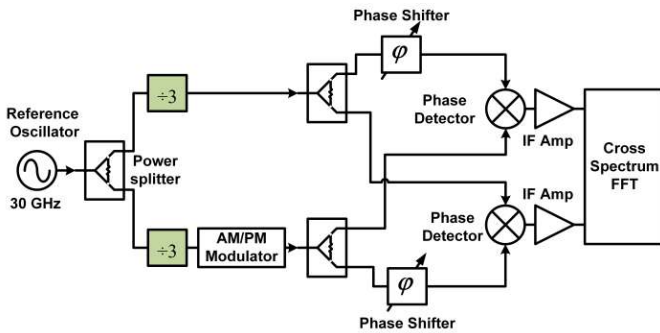 Phase Shifter
φ
÷3
Reference
Oscillator
30 GHz
Power
splitter
Phase
Detector
IF Amp
Cross
Spectrum
FFT
÷3
AM/PM
Modulator
Phase
Detector
IF Amp
φ
Phase Shifter